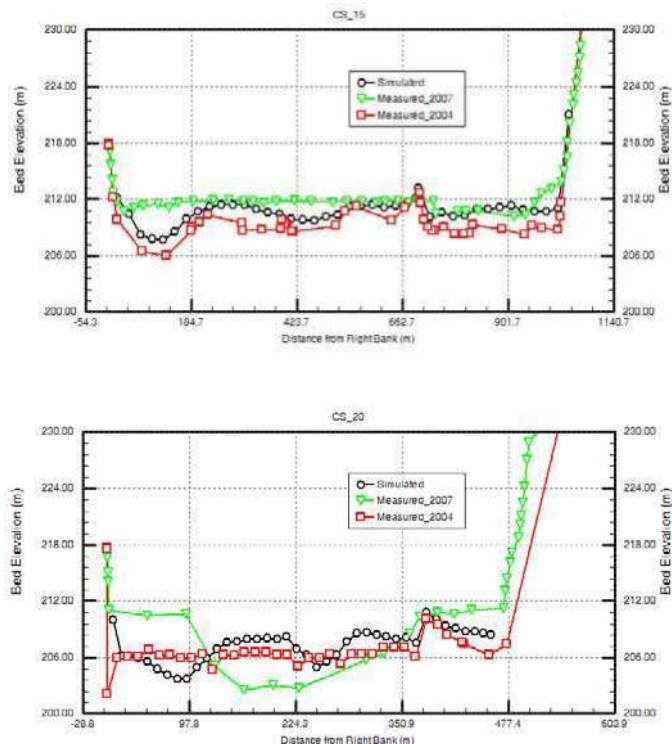 CS_15
230.00 230.00
224.00 224.00
218.00 218.00
212.00 212.00
206.00 206.00
200.00 200.00
Bed Elevation (m) Bed Elevation (m)
Simulated
Measured_2007
Measured_2004
-54.3 184.7 423.7 662.7 901.7 1140.7
Distance from Right Bank (m)
CS_20
230.00 230.00
224.00 224.00
218.00 218.00
212.00 212.00
206.00 206.00
200.00 200.00
Bed Elevation (m) Bed Elevation (m)
Simulated
Measured_2007
Measured_2004
-28.8 97.8 224.3 350.9 477.4 603.9
Distance from Right Bank (m)